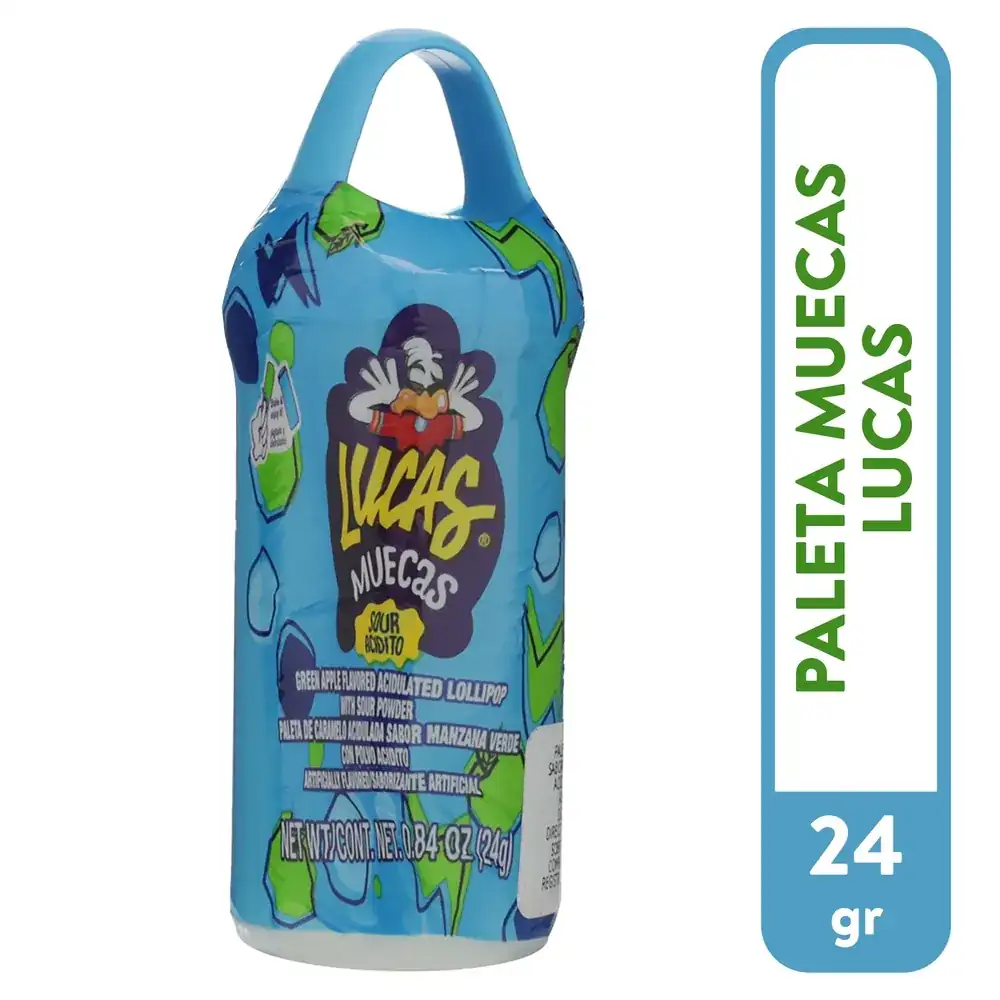 LUCAS®
MUECAS
SOUR
ACIDITO
GREEN APPLE FLAVORED ACIDULATED LOLLIPOP
WITH SOUR POWDER
PALETA DE CARAMELO ACIDULADA SABOR MANZANA VERDE
CON POLVO ACIDITO
ARTIFICIALLY FLAVORED/SABORIZANTE ARTIFICIAL
NET WT/CONT. NET. 0.84 OZ (24g)
PALETA MUECAS
LUCAS
24
gr